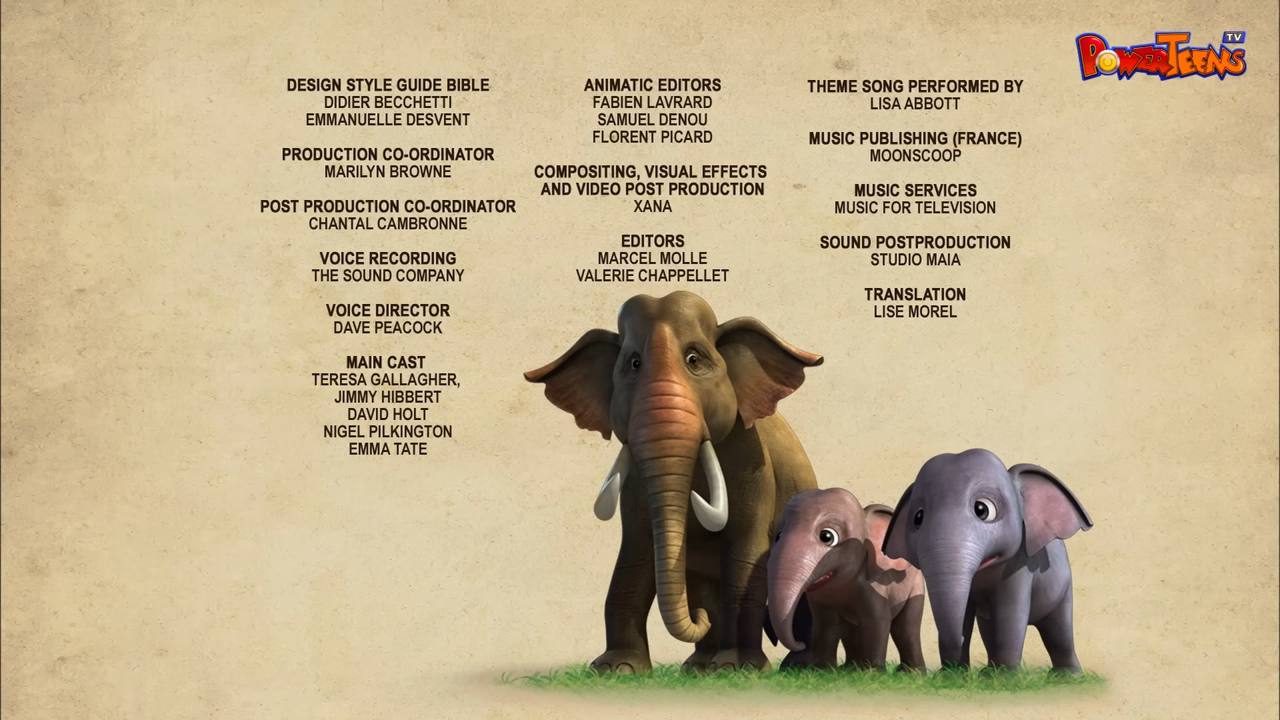 DESIGN STYLE GUIDE BIBLE
DIDIER BECCHETTI
EMMANUELLE DESVENT
PRODUCTION CO-ORDINATOR
MARILYN BROWNE
POST PRODUCTION CO-ORDINATOR
CHANTAL CAMBRONNE
VOICE RECORDING
THE SOUND COMPANY
VOICE DIRECTOR
DAVE PEACOCK
MAIN CAST
TERESA GALLAGHER,
JIMMY HIBBERT
DAVID HOLT
NIGEL PILKINGTON
EMMA TATE
ANIMATIC EDITORS
FABIEN LAVRARD
SAMUEL DENOU
FLORENT PICARD
COMPOSITING, VISUAL EFFECTS
AND VIDEO POST PRODUCTION
XANA
EDITORS
MARCEL MOLLE
VALERIE CHAPPELLET
THEME SONG PERFORMED BY
LISA ABBOTT
MUSIC PUBLISHING (FRANCE)
MOONSCOOP
MUSIC SERVICES
MUSIC FOR TELEVISION
SOUND POSTPRODUCTION
STUDIO MAIA
TRANSLATION
LISE MOREL
POWER TEENS TV